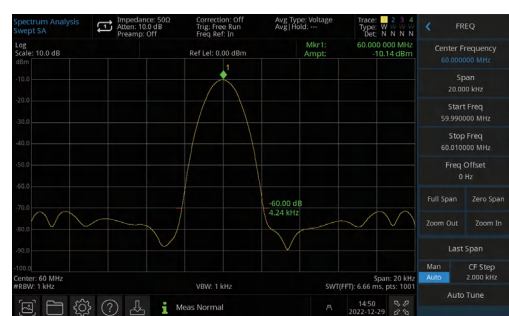 Spectrum Analysis
Swept SA
Impedance: 50Ω
Atten: 10.0 dB
Preamp: Off
Correction: Off
Trig: Free Run
Freq Ref: In
Avg Type: Voltage
Avg | Hold: ---/---
Trace: 1 2 3 4
Type: W W W W
Det: N N N N
Log
Scale: 10.0 dB
Ref Lel: 0.00 dBm
Mkr1: 60.000 000 MHz
Ampt: -10.14 dBm
dBm
-10.0
-20.0
-30.0
-40.0
-50.0
-60.0
-70.0
-80.0
-90.0
-100.0
1
-60.00 dB
4.24 kHz
Center: 60 MHz
#RBW: 1 kHz
VBW: 1 kHz
Span: 20 kHz
SWT(FFT): 6.66 ms, pts: 1001
Meas Normal
14:50
2022-12-29
FREQ
Center Frequency
60.000000 MHz
Span
20.000 kHz
Start Freq
59.990000 MHz
Stop Freq
60.010000 MHz
Freq Offset
0 Hz
Full Span
Zero Span
Zoom Out
Zoom In
Last Span
Man
Auto
CF Step
2.000 kHz
Auto Tune